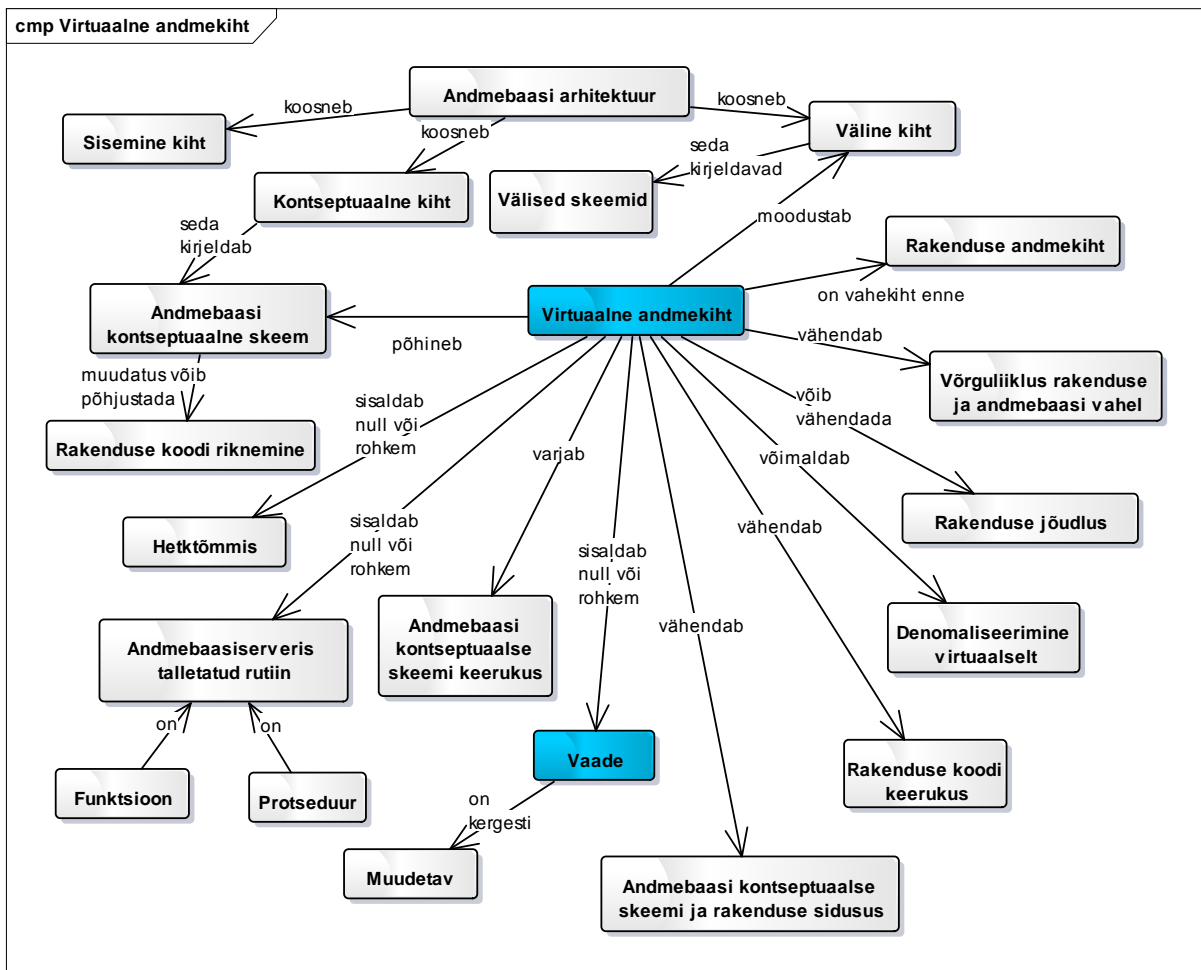 cmp Virtuaalne andmekiht
Andmebaasi arhitektuur
koosneb
koosneb
koosneb
Sisemine kiht
Väline kiht
seda
kirjeldavad
Kontseptuaalne kiht
Välised skeemid
moodustab
seda
kirjeldab
Rakenduse andmekiht
on vahekiht enne
Andmebaasi
kontseptuaalne skeem
Virtuaalne andmekiht
põhineb
vähendab
muudatus võib
põhjustada
Võrguliiklus rakenduse
ja andmebaasi vahel
Rakenduse koodi riknemine
sisaldab
null või
rohkem
võib
vähendada
varjab
võimaldab
Hetktõmmis
sisaldab
null või
rohkem
vähendab
Rakenduse jõudlus
sisaldab
null või
rohkem
Andmebaasi
kontseptuaalse
skeemi keerukus
vähendab
Denomaliseerimine
virtuaalselt
Andmebaasiserveris
talletatud rutiin
on
on
Funktsioon
Protseduur
Vaade
Rakenduse koodi
keerukus
on
kergesti
Muudetav
Andmebaasi kontseptuaalse
skeemi ja rakenduse sidusus